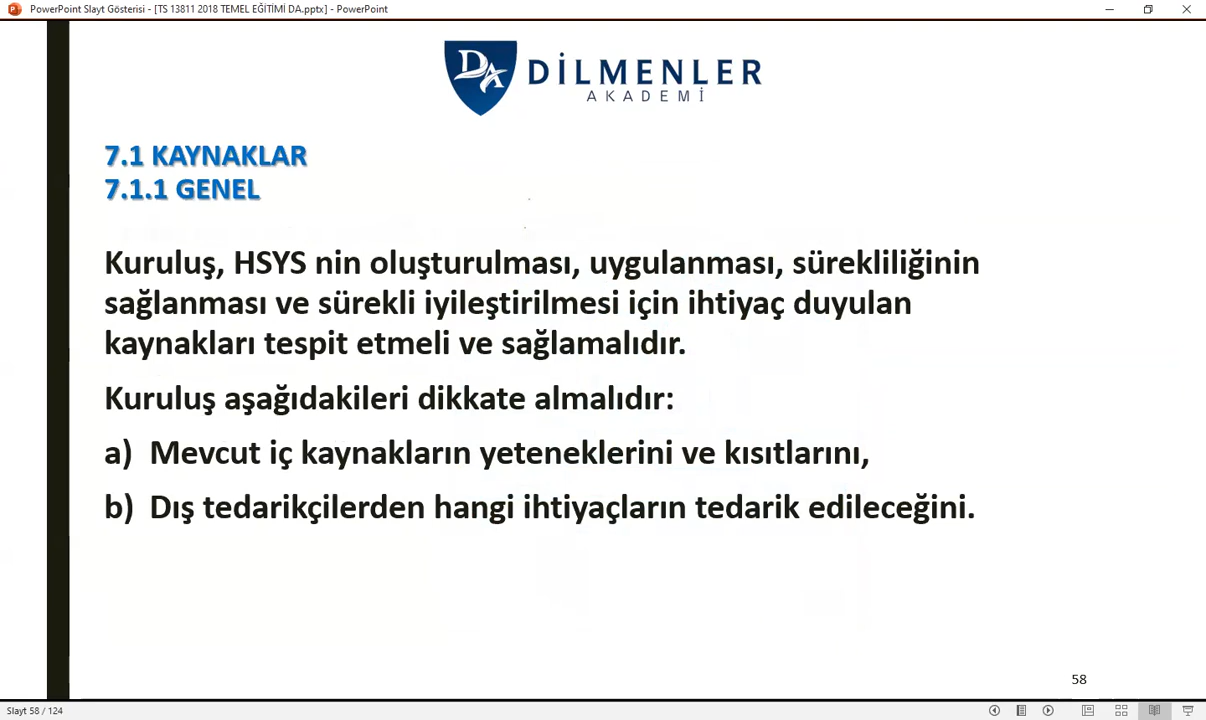 PowerPoint Slayt Gösterisi - [TS 13811 2018 TEMEL EĞİTİMİ DA.pptx] - PowerPoint
DA DİLMENLER
AKADEMİ
7.1 KAYNAKLAR
7.1.1 GENEL
Kuruluş, HSYS nin oluşturulması, uygulanması, sürekliliğinin
sağlanması ve sürekli iyileştirilmesi için ihtiyaç duyulan
kaynakları tespit etmeli ve sağlamalıdır.
Kuruluş aşağıdakileri dikkate almalıdır:
a) Mevcut iç kaynakların yeteneklerini ve kısıtlarını,
b) Dış tedarikçilerden hangi ihtiyaçların tedarik edileceğini.
58
Slayt 58 / 124